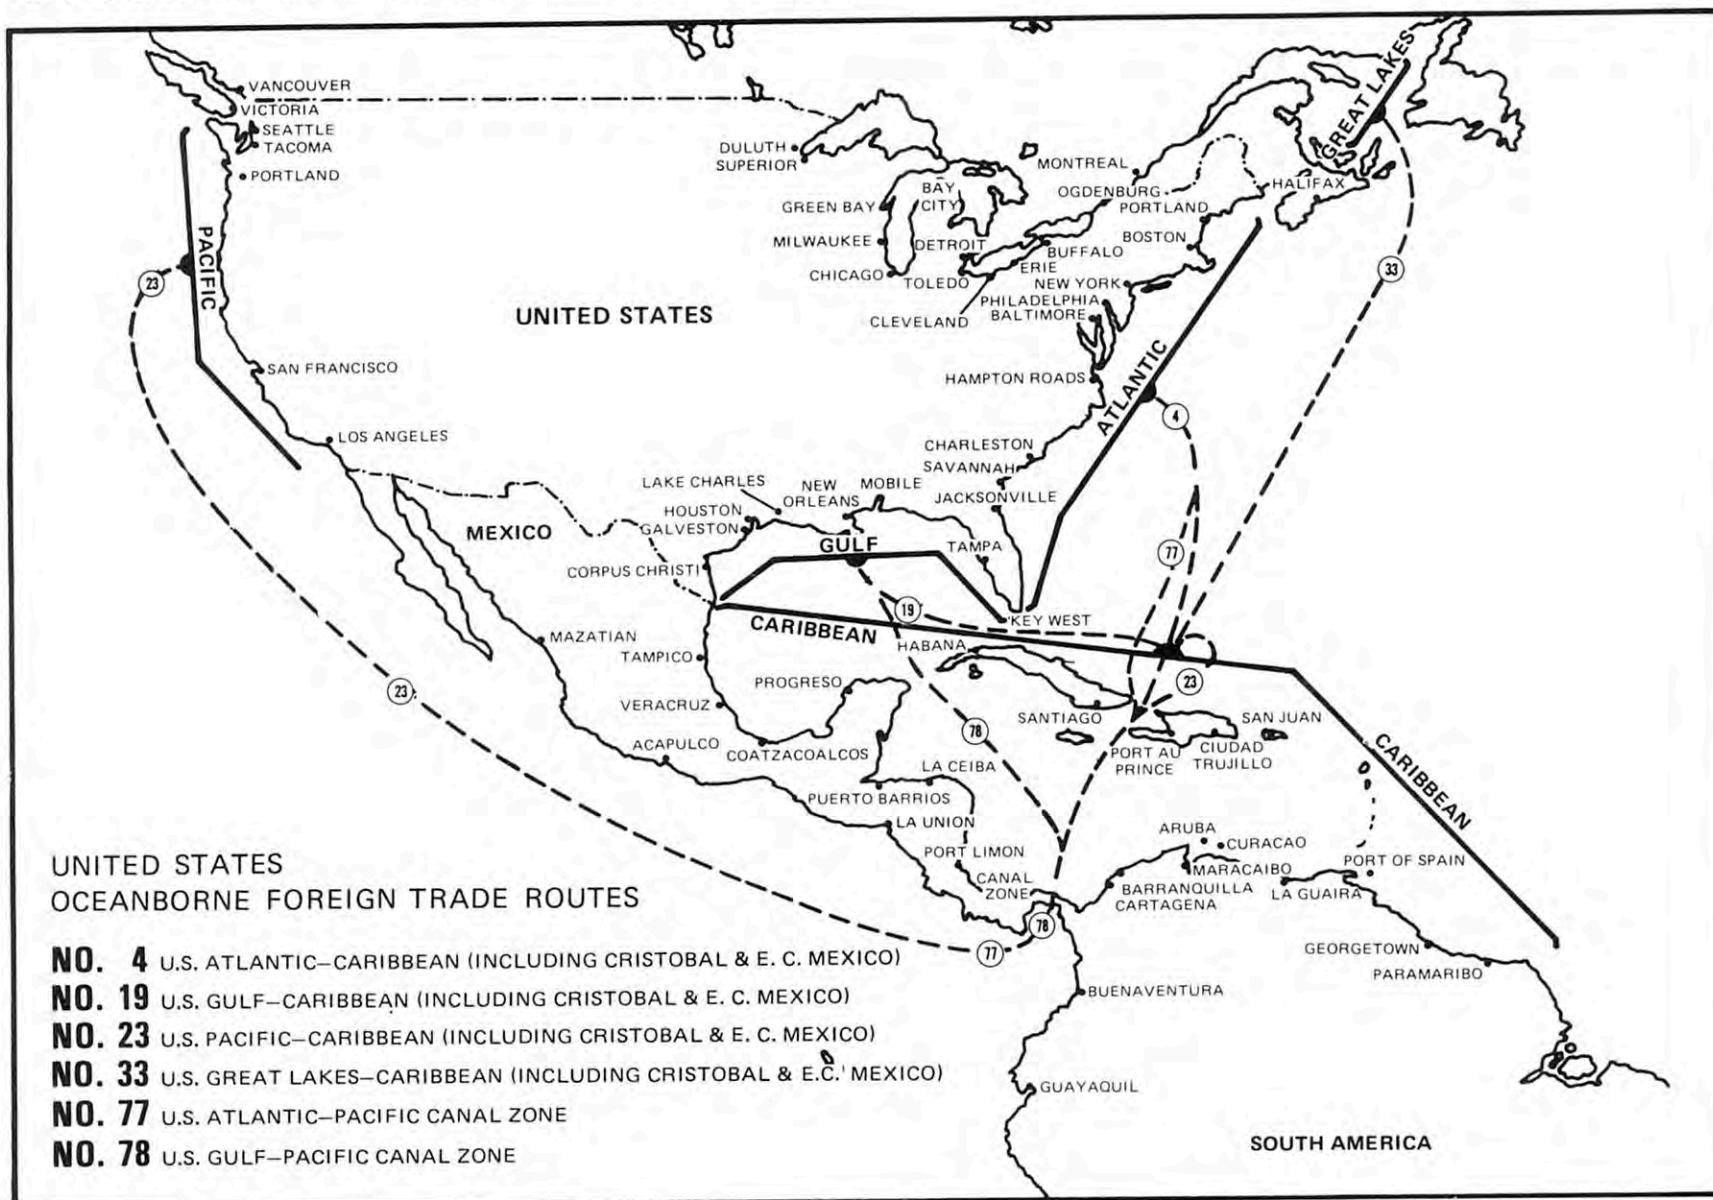 GREAT LAKES
VANCOUVER
VICTORIA
SEATTLE
TACOMA
PORTLAND
DULUTH
SUPERIOR
MONTREAL
OGDENBURG
PORTLAND
HALIFAX
BAY
CITY
GREEN BAY
MILWAUKEE
DETROIT
BOSTON
BUFFALO
ERIE
CHICAGO
TOLEDO
NEW YORK
PHILADELPHIA
BALTIMORE
CLEVELAND
PACIFIC
23
33
UNITED STATES
SAN FRANCISCO
HAMPTON ROADS
ATLANTIC
4
LOS ANGELES
CHARLESTON
SAVANNAH
JACKSONVILLE
LAKE CHARLES
NEW
ORLEANS
MOBILE
HOUSTON
GALVESTON
MEXICO
GULF
TAMPA
77
CORPUS CHRISTI
19
KEY WEST
CARIBBEAN
HABANA
MAZATIAN
TAMPICO
PROGRESO
23
23
VERACRUZ
SANTIAGO
SAN JUAN
78
ACAPULCO
COATZACOALCOS
PORT AU
PRINCE
CIUDAD
TRUJILLO
CARIBBEAN
LA CEIBA
PUERTO BARRIOS
LA UNION
ARUBA
CURACAO
PORT LIMON
MARACAIBO
PORT OF SPAIN
CANAL
ZONE
BARRANQUILLA
CARTAGENA
LA GUAIRA
78
77
GEORGETOWN
PARAMARIBO
BUENAVENTURA
GUAYAQUIL
SOUTH AMERICA
UNITED STATES
OCEANBORNE FOREIGN TRADE ROUTES
NO. 4 U.S. ATLANTIC–CARIBBEAN (INCLUDING CRISTOBAL & E. C. MEXICO)
NO. 19 U.S. GULF–CARIBBEAN (INCLUDING CRISTOBAL & E. C. MEXICO)
NO. 23 U.S. PACIFIC–CARIBBEAN (INCLUDING CRISTOBAL & E. C. MEXICO)
NO. 33 U.S. GREAT LAKES–CARIBBEAN (INCLUDING CRISTOBAL & E.C. MEXICO)
NO. 77 U.S. ATLANTIC–PACIFIC CANAL ZONE
NO. 78 U.S. GULF–PACIFIC CANAL ZONE